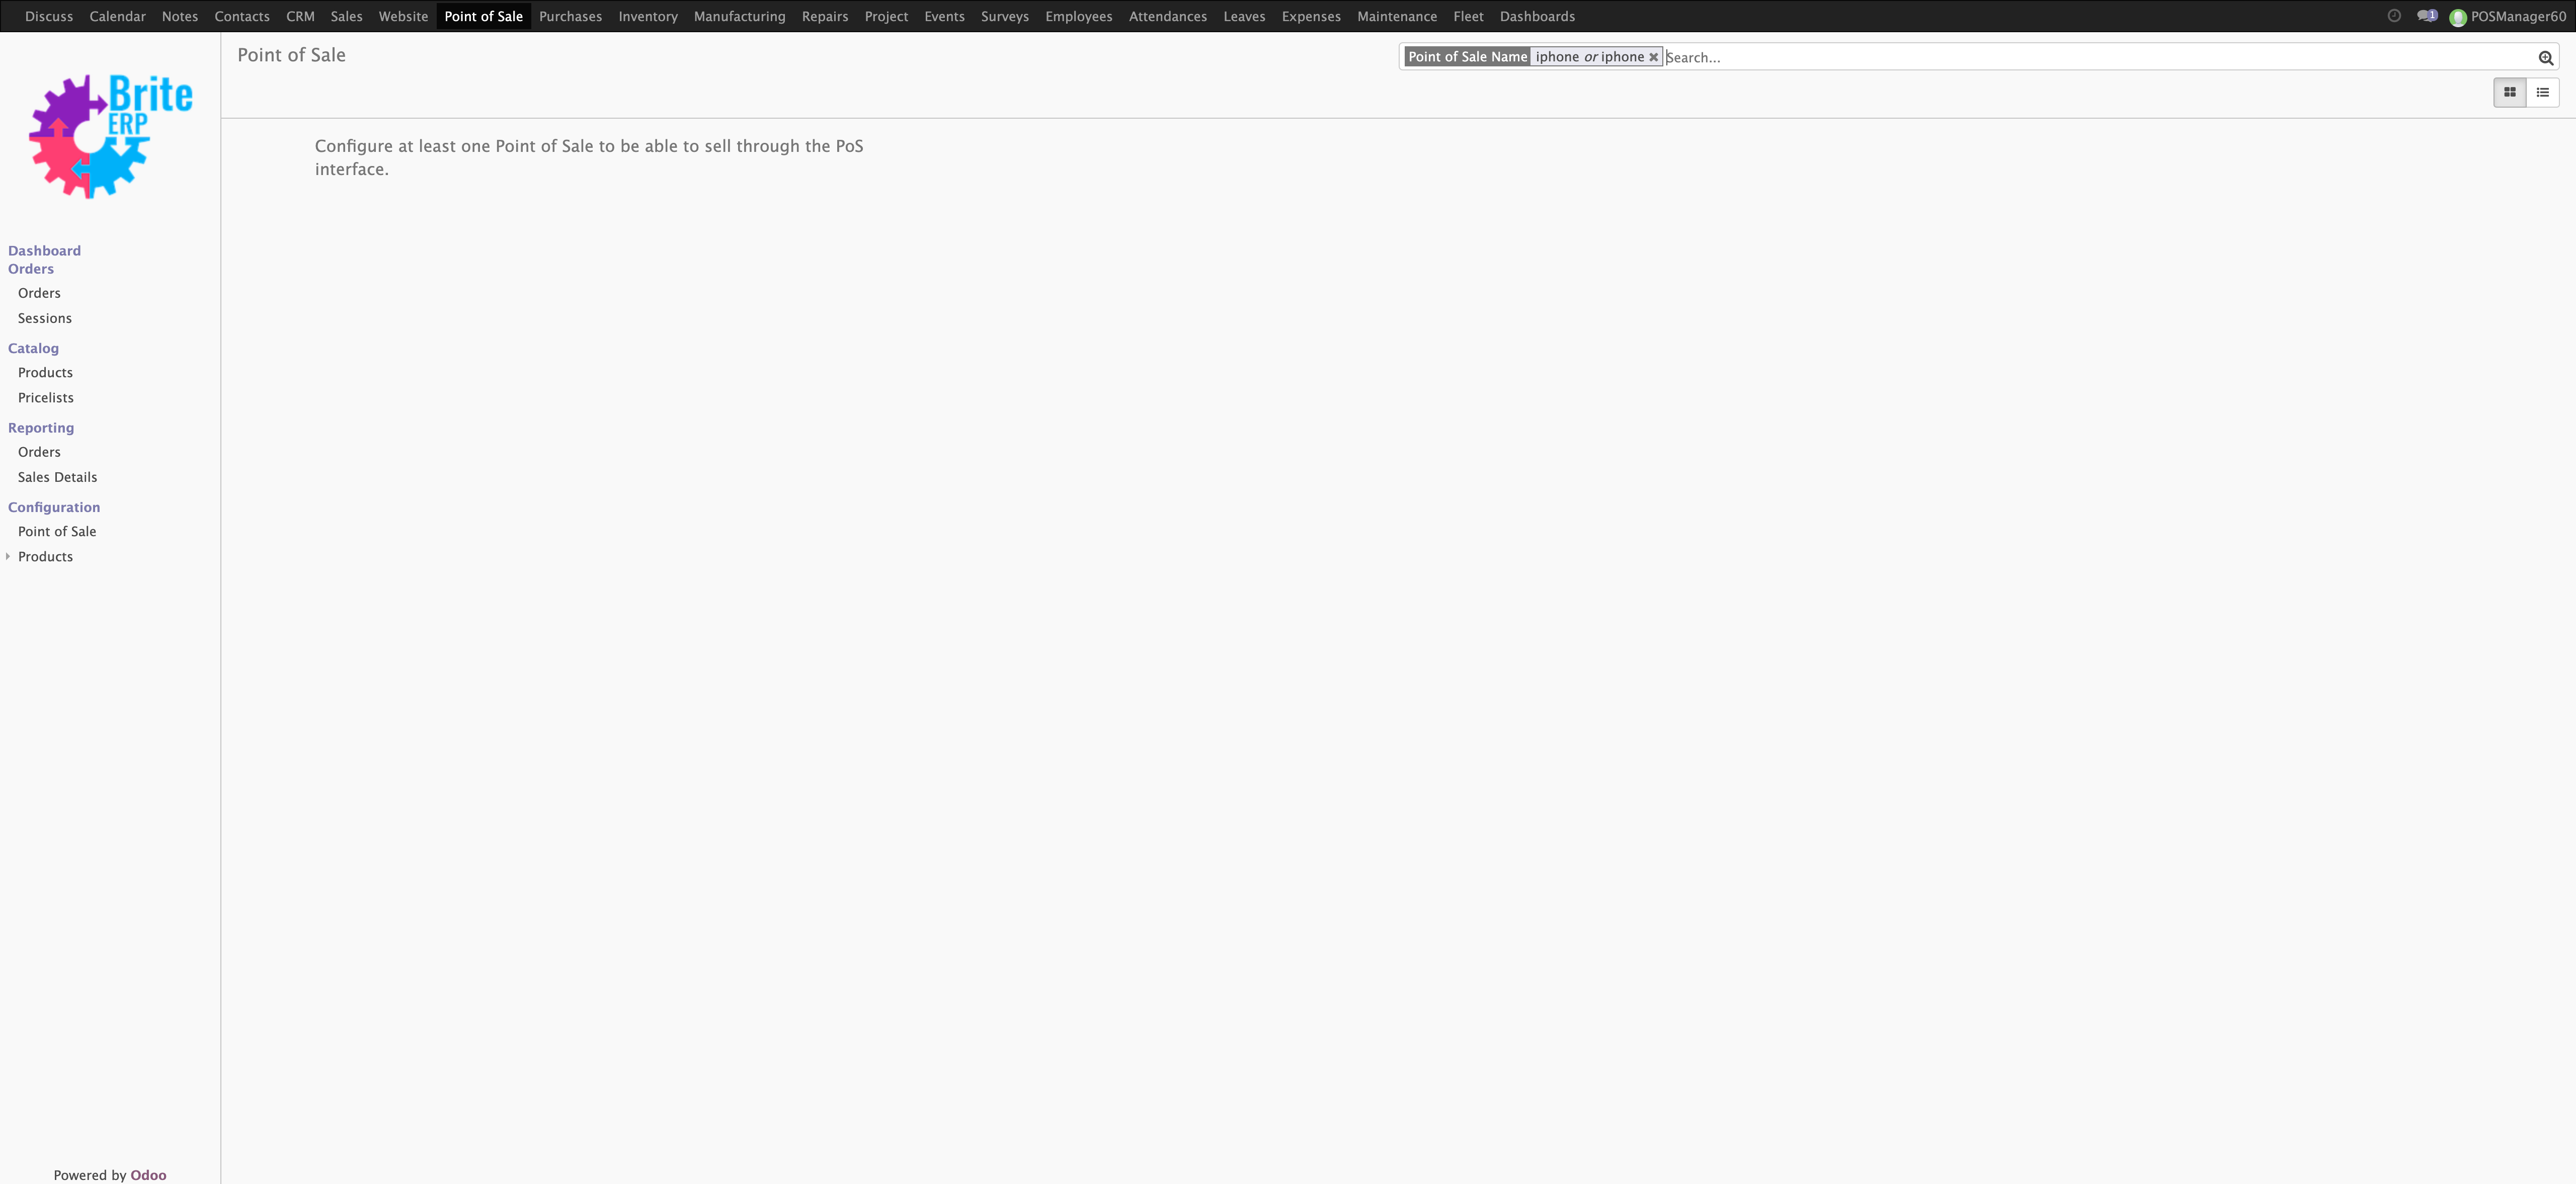 Discuss Calendar Notes Contacts CRM Sales Website Point of Sale Purchases Inventory Manufacturing Repairs Project Events Surveys Employees Attendances Leaves Expenses Maintenance Fleet Dashboards 1 POSManager60
Point of Sale
Point of Sale Name iphone or iphone Search...
Brite
ERP
Configure at least one Point of Sale to be able to sell through the PoS
interface.
Dashboard
Orders
Orders
Sessions
Catalog
Products
Pricelists
Reporting
Orders
Sales Details
Configuration
Point of Sale
Products
Powered by Odoo